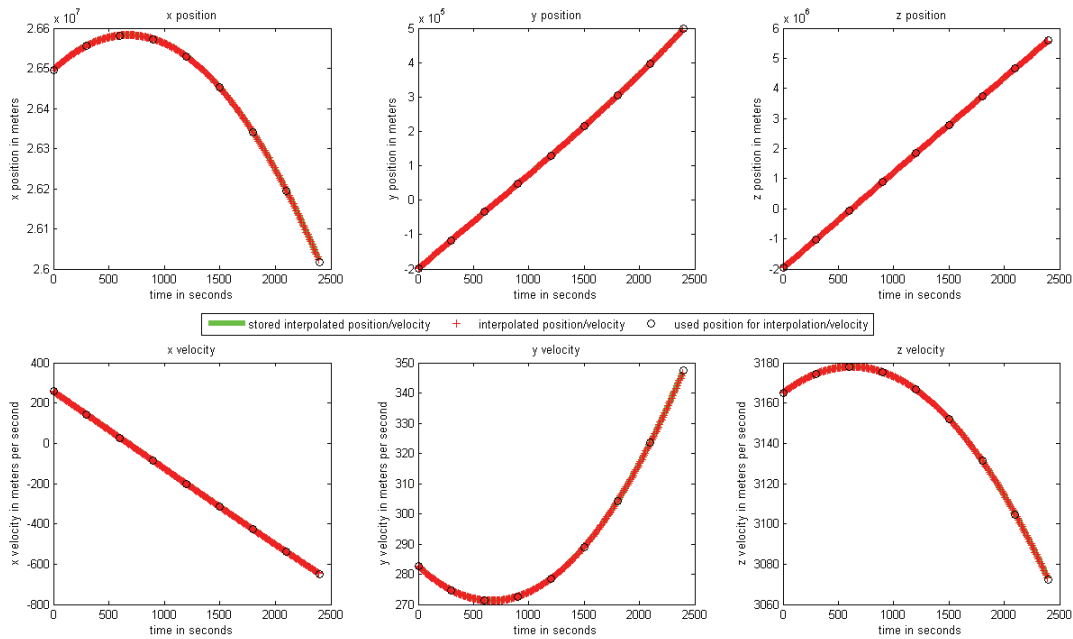 x position
x 10^7
2.66
2.65
2.64
2.63
2.62
2.61
2.6
x position in meters
0 500 1000 1500 2000 2500
time in seconds
y position
x 10^5
5
4
3
2
1
0
-1
-2
y position in meters
0 500 1000 1500 2000 2500
time in seconds
z position
x 10^6
6
5
4
3
2
1
0
-1
-2
z position in meters
0 500 1000 1500 2000 2500
time in seconds
stored interpolated position/velocity interpolated position/velocity used position for interpolation/velocity
x velocity
400
200
0
-200
-400
-600
-800
x velocity in meters per second
0 500 1000 1500 2000 2500
time in seconds
y velocity
350
340
330
320
310
300
290
280
270
y velocity in meters per second
0 500 1000 1500 2000 2500
time in seconds
z velocity
3180
3160
3140
3120
3100
3080
3060
z velocity in meters per second
0 500 1000 1500 2000 2500
time in seconds